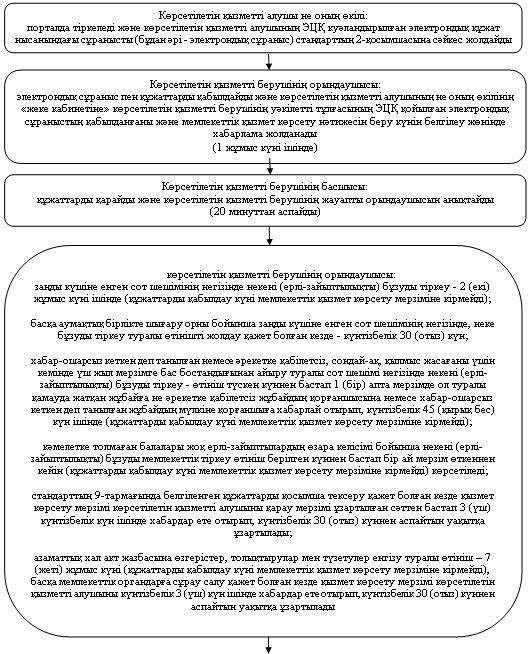 Көрсетілетін қызметті алушы не оның өкілі:
порталда тіркеледі және көрсетілетін қызметті алушының ЭЦҚ куәландырылған электрондық құжат
нысанындағы сұранысты (бұдан әрі - электрондық сұраныс) стандарттың 2-қосымшасына сәйкес жолдайды
Көрсетілетін қызметті берушінің орындаушысы:
электрондық сұраныс пен құжаттарды қабылдайды және көрсетілетін қызметті алушының не оның өкілінің
«жеке кабинетіне» көрсетілетін қызметті берушінің уәкілетті тұлғасының ЭЦҚ қойылған электрондық
сұраныстың қабылданғаны және мемлекеттік қызмет көрсету нәтижесін беру күнін белгілеу жөнінде
хабарлама жолданады
(1 жұмыс күні ішінде)
Көрсетілетін қызметті берушінің басшысы:
құжаттарды қарайды және көрсетілетін қызметті берушінің жауапты орындаушысын анықтайды
(20 минуттан аспайды)
көрсетілетін қызметті берушінің орындаушысы:
заңды күшіне енген сот шешімінің негізінде некені (ерлі-зайыптылықты) бұзуды тіркеу - 2 (екі)
жұмыс күні ішінде (құжаттарды қабылдау күні мемлекеттік қызмет көрсету мерзіміне кірмейді);
басқа аумақтық бірлікте шығару орны бойынша заңды күшіне енген сот шешімінің негізінде, неке
бұзуды тіркеу туралы өтінішті жолдау қажет болған кезде - күнтізбелік 30 (отыз) күн;
хабар-ошарсыз кеткен деп танылған немесе әрекетке қабілетсіз, сондай-ақ, қылмыс жасағаны үшін
кемінде үш жыл мерзімге бас бостандығынан айыру туралы сот шешімі негізінде некені (ерлі-
зайыптылықты) бұзуды тіркеу - өтініш түскен күннен бастап 1 (бір) апта мерзімде ол туралы
қамауда жатқан жұбайға не әрекетке қабілетсіз жұбайдың қорғаншысына немесе хабар-ошарсыз
кеткен деп танылған жұбайдың мүлкіне қорғаншыға хабарлай отырып, күнтізбелік 45 (қырық бес)
күн ішінде (құжаттарды қабылдау күні мемлекеттік қызмет көрсету мерзіміне кірмейді);
кәмелетке толмаған балалары жоқ ерлі-зайыптылардың өзара келісімі бойынша некені (ерлі-
зайыптылықты) бұзуды мемлекеттік тіркеу өтініш берілген күннен бастап бір ай мерзім өткеннен
кейін (құжаттарды қабылдау күні мемлекеттік қызмет көрсету мерзіміне кірмейді) көрсетіледі;
стандарттың 9-тармағында белгіленген құжаттарды қосымша тексеру қажет болған кезде қызмет
көрсету мерзімі көрсетілетін қызметті алушыны қарау мерзімі ұзартылған сәттен бастап 3 (үш)
күнтізбелік күн ішінде хабардар ете отырып, күнтізбелік 30 (отыз) күннен аспайтын уақытқа
ұзартылады;
азаматтық хал акт жазбасына өзгерістер, толықтырулар мен түзетулер енгізу туралы өтініш – 7
(жеті) жұмыс күні (құжаттарды қабылдау күні мемлекеттік қызмет көрсету мерзіміне кірмейді),
басқа мемлекеттік органдарға сұрау салу қажет болған кезде қызмет көрсету мерзімі көрсетілетін
қызметті алушыны күнтізбелік 3 (үш) күн ішінде хабардар ете отырып, күнтізбелік 30 (отыз) күннен
аспайтын уақытқа ұзартылады